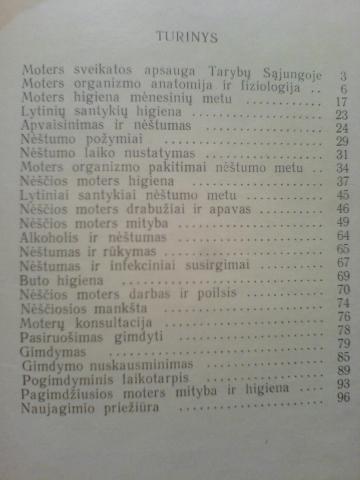 TURINYS
Moters sveikatos apsauga Tarybų Sąjungoje 3
Moters organizmo anatomija ir fiziologija .. 6
Moters higiena mėnesinių metu ...... 17
Lytinių santykių higiena ............ 23
Apvaisinimas ir nėštumas ............ 24
Nėštumo požymiai ............ 29
Nėštumo laiko nustatymas ............ 31
Moters organizmo pakitimai nėštumo metu .. 34
Nėščios moters higiena ............ 37
Lytiniai santykiai nėštumo metu ...... 45
Nėščios moters drabužiai ir apavas ...... 46
Nėščios moters mityba ............ 49
Alkoholis ir nėštumas ............ 64
Nėštumas ir rūkymas ............ 65
Nėštumas ir infekciniai susirgimai ...... 67
Buto higiena ............ 69
Nėščios moters darbas ir poilsis ...... 70
Nėščiosios mankšta ............ 74
Moterų konsultacija ............ 76
Pasiruošimas gimdyti ............ 78
Gimdymas ............ 79
Gimdymo nuskausminimas ............ 85
Pogimdyminis laikotarpis ............ 89
Pagimdžiusios moters mityba ir higiena .... 93
Naujagimio priežiūra ............ 96